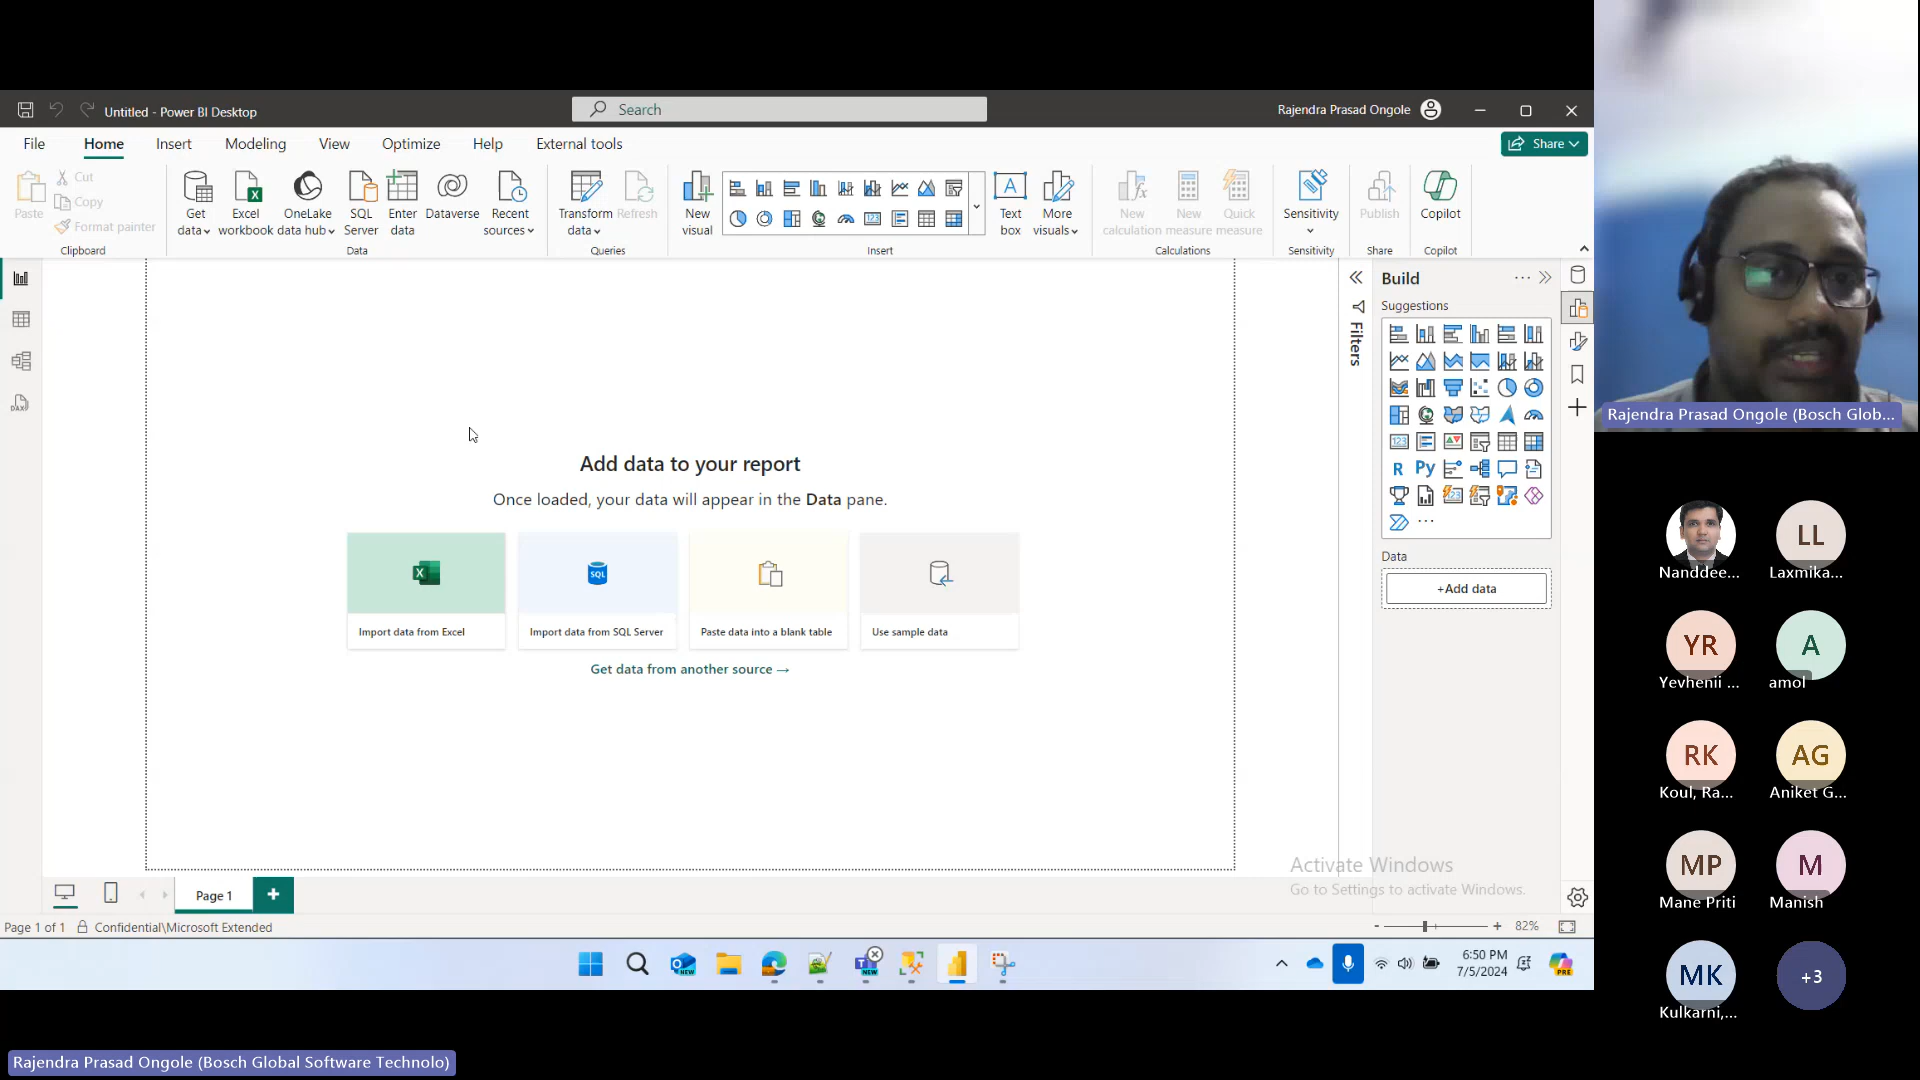 Untitled - Power BI Desktop
Search
Rajendra Prasad Ongole
File Home Insert Modeling View Optimize Help External tools
Share
Paste
Cut
Copy
Format painter
Clipboard
Get data
Excel workbook
OneLake data hub
SQL Server
Enter data
Dataverse
Recent sources
Data
Transform data
Refresh
Queries
New visual
Text box
More visuals
Insert
New calculation
New measure
Quick measure
Calculations
Sensitivity
Sensitivity
Publish
Share
Copilot
Copilot
DAX
Add data to your report
Once loaded, your data will appear in the Data pane.
Import data from Excel
SQL
Import data from SQL Server
Paste data into a blank table
Use sample data
Get data from another source →
Filters
Build
Suggestions
R Py
Data
+Add data
Activate Windows
Go to Settings to activate Windows.
Page 1
Page 1 of 1
Confidential\Microsoft Extended
82%
6:50 PM
7/5/2024
Rajendra Prasad Ongole (Bosch Glob...
Nanddee...
LL
Laxmika...
YR
Yevhenii ...
A
amol
RK
Koul, Ra...
AG
Aniket G...
MP
Mane Priti
M
Manish
MK
Kulkarni,...
+3
Rajendra Prasad Ongole (Bosch Global Software Technolo)